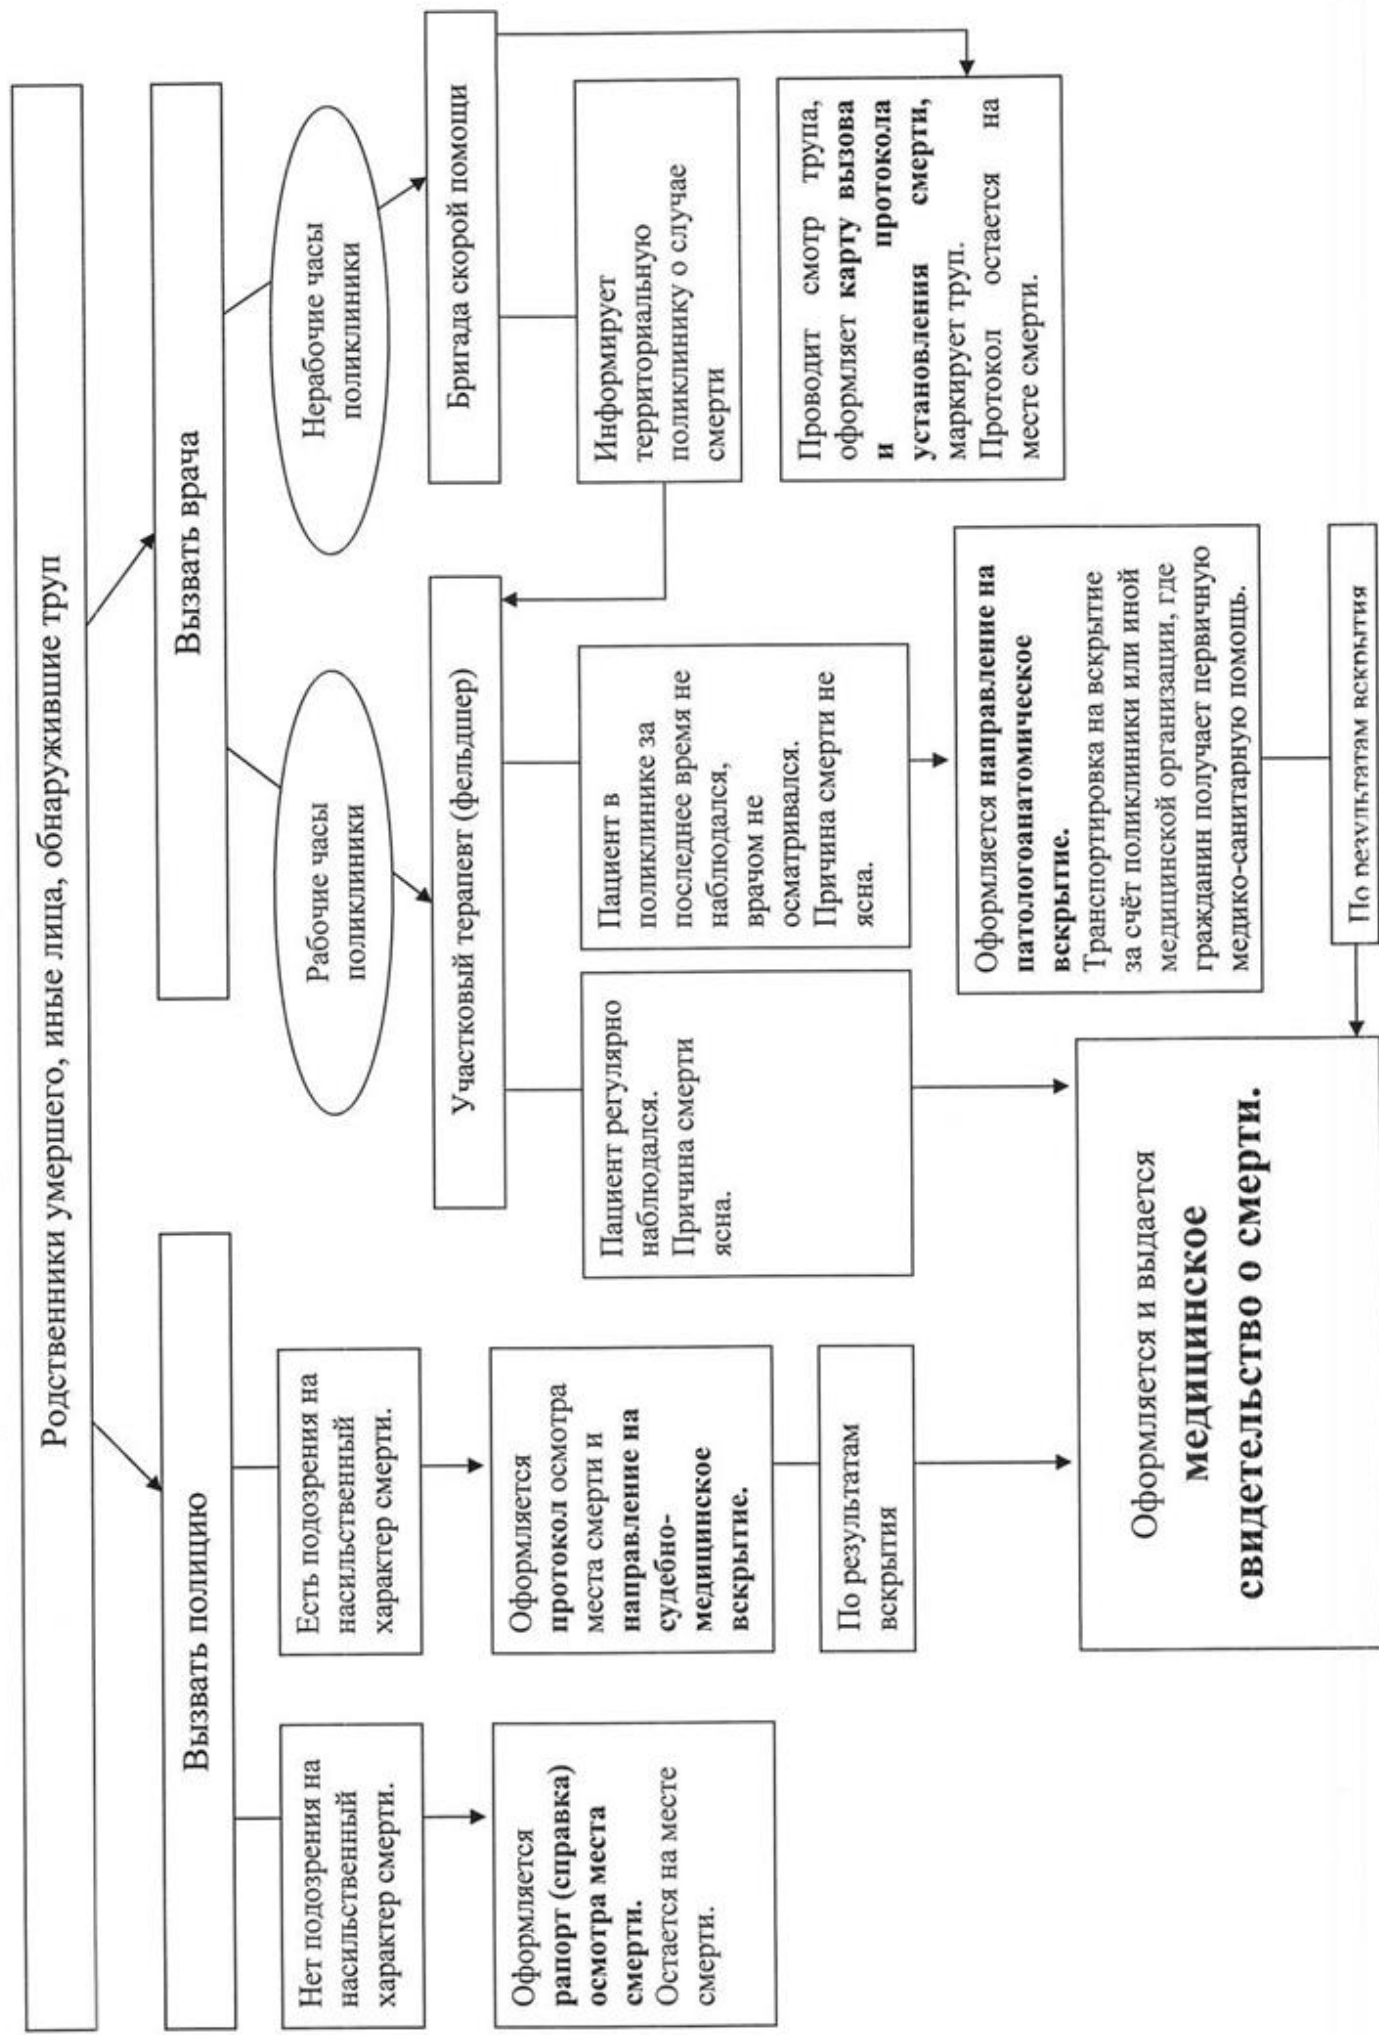 Родственники умершего, иные лица, обнаружившие труп
Вызвать полицию
Вызвать врача
Нет подозрения на
насильственный
характер смерти.
Есть подозрения на
насильственный
характер смерти.
Рабочие часы
поликлиники
Нерабочие часы
поликлиники
Участковый терапевт (фельдшер)
Бригада скорой помощи
Оформляется
рапорт (справка)
осмотра места
смерти.
Остается на месте
смерти.
Оформляется
протокол осмотра
места смерти и
направление на
судебно-
медицинское
вскрытие.
Пациент регулярно
наблюдался.
Причина смерти
ясна.
Пациент в
поликлинике за
последнее время не
наблюдался,
врачом не
осматривался.
Причина смерти не
ясна.
Информирует
территориальную
поликлинику о случае
смерти
Проводит смотр трупа,
оформляет карту вызова
и протокола
установления смерти,
маркирует труп.
Протокол остается на
месте смерти.
По результатам
вскрытия
Оформляется направление на
патологоанатомическое
вскрытие.
Транспортировка на вскрытие
за счёт поликлиники или иной
медицинской организации, где
гражданин получает первичную
медико-санитарную помощь.
Оформляется и выдается
медицинское
свидетельство о смерти.
По результатам вскрытия